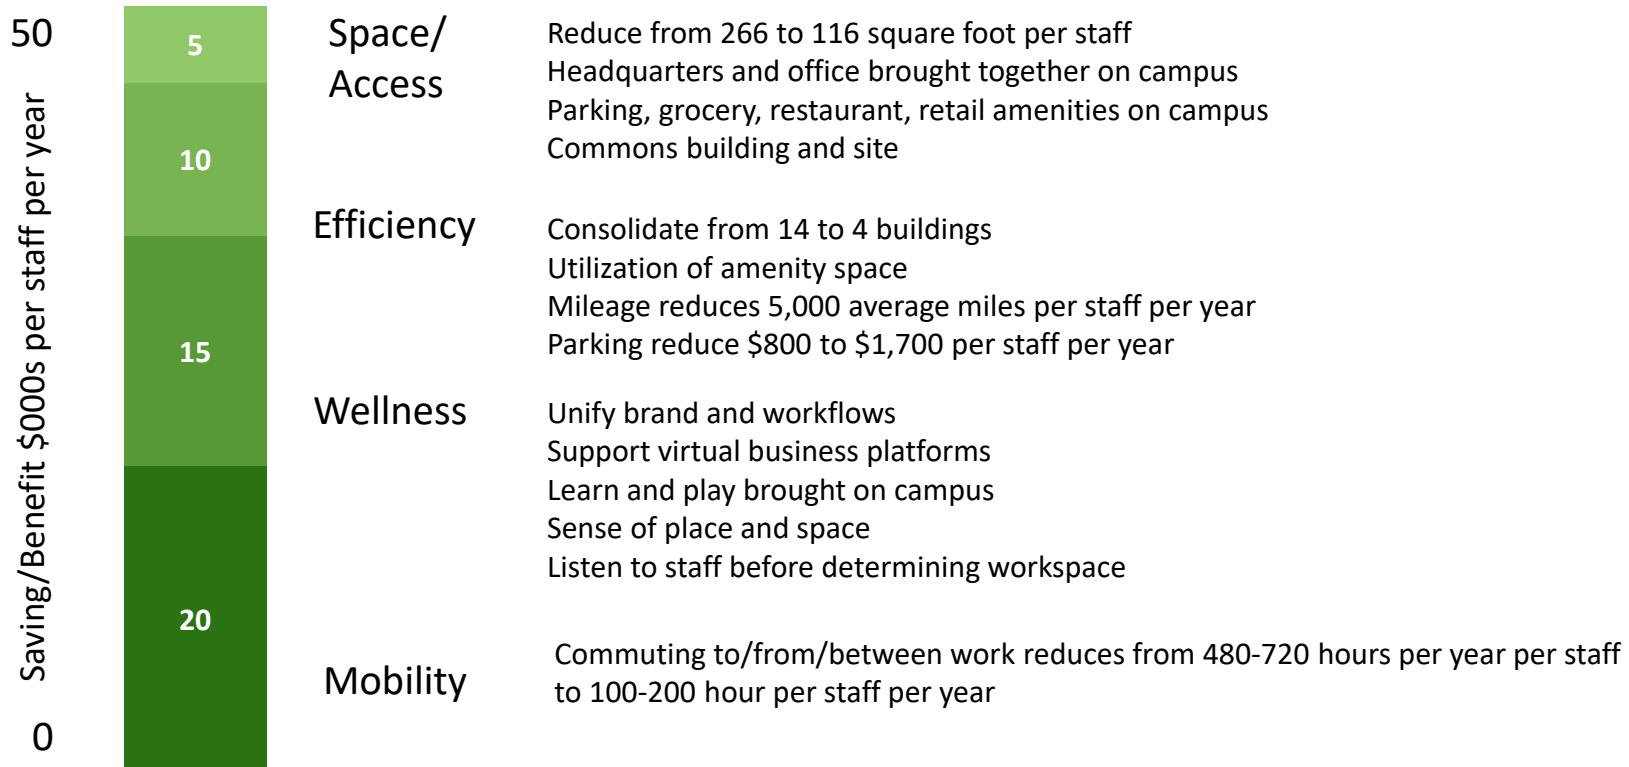 50
Saving/Benefit $000s per staff per year
0
5
10
15
20
Space/
Access
Reduce from 266 to 116 square foot per staff
Headquarters and office brought together on campus
Parking, grocery, restaurant, retail amenities on campus
Commons building and site
Efficiency
Consolidate from 14 to 4 buildings
Utilization of amenity space
Mileage reduces 5,000 average miles per staff per year
Parking reduce $800 to $1,700 per staff per year
Wellness
Unify brand and workflows
Support virtual business platforms
Learn and play brought on campus
Sense of place and space
Listen to staff before determining workspace
Mobility
Commuting to/from/between work reduces from 480-720 hours per year per staff
to 100-200 hour per staff per year